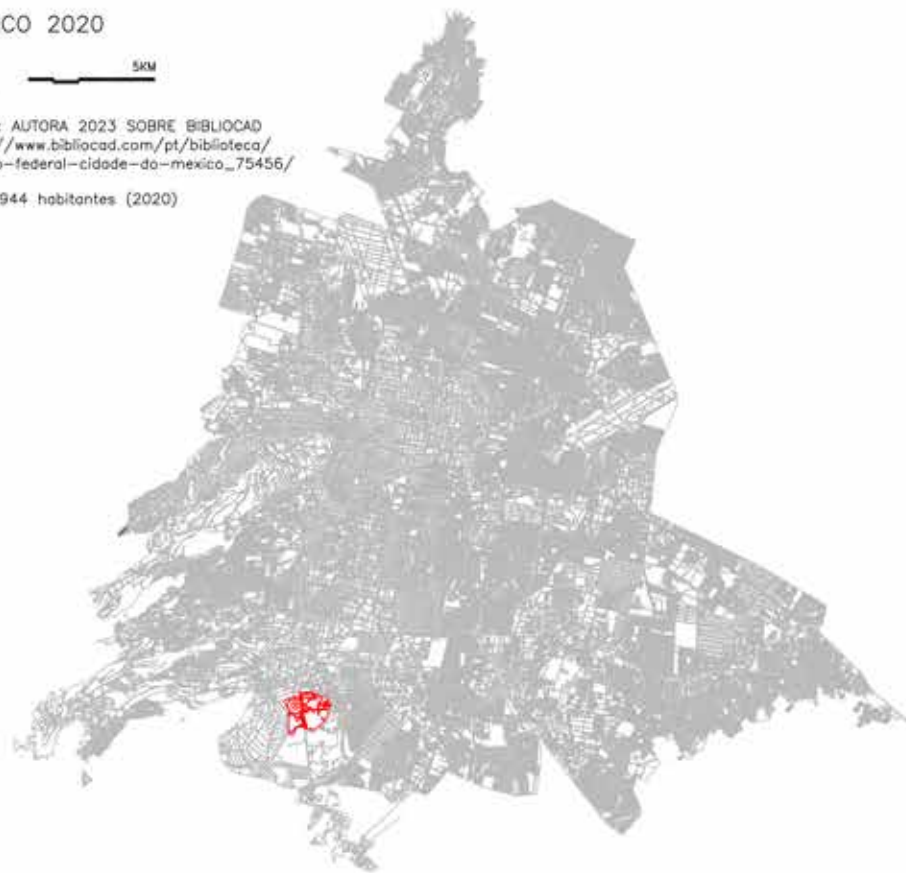 CO 2020
5KM
: AUTORA 2023 SOBRE BIBLIOCAD
//www.bibliocad.com/pt/biblioteca/
o-federal-cidade-do-mexico_75456/
944 habitantes (2020)